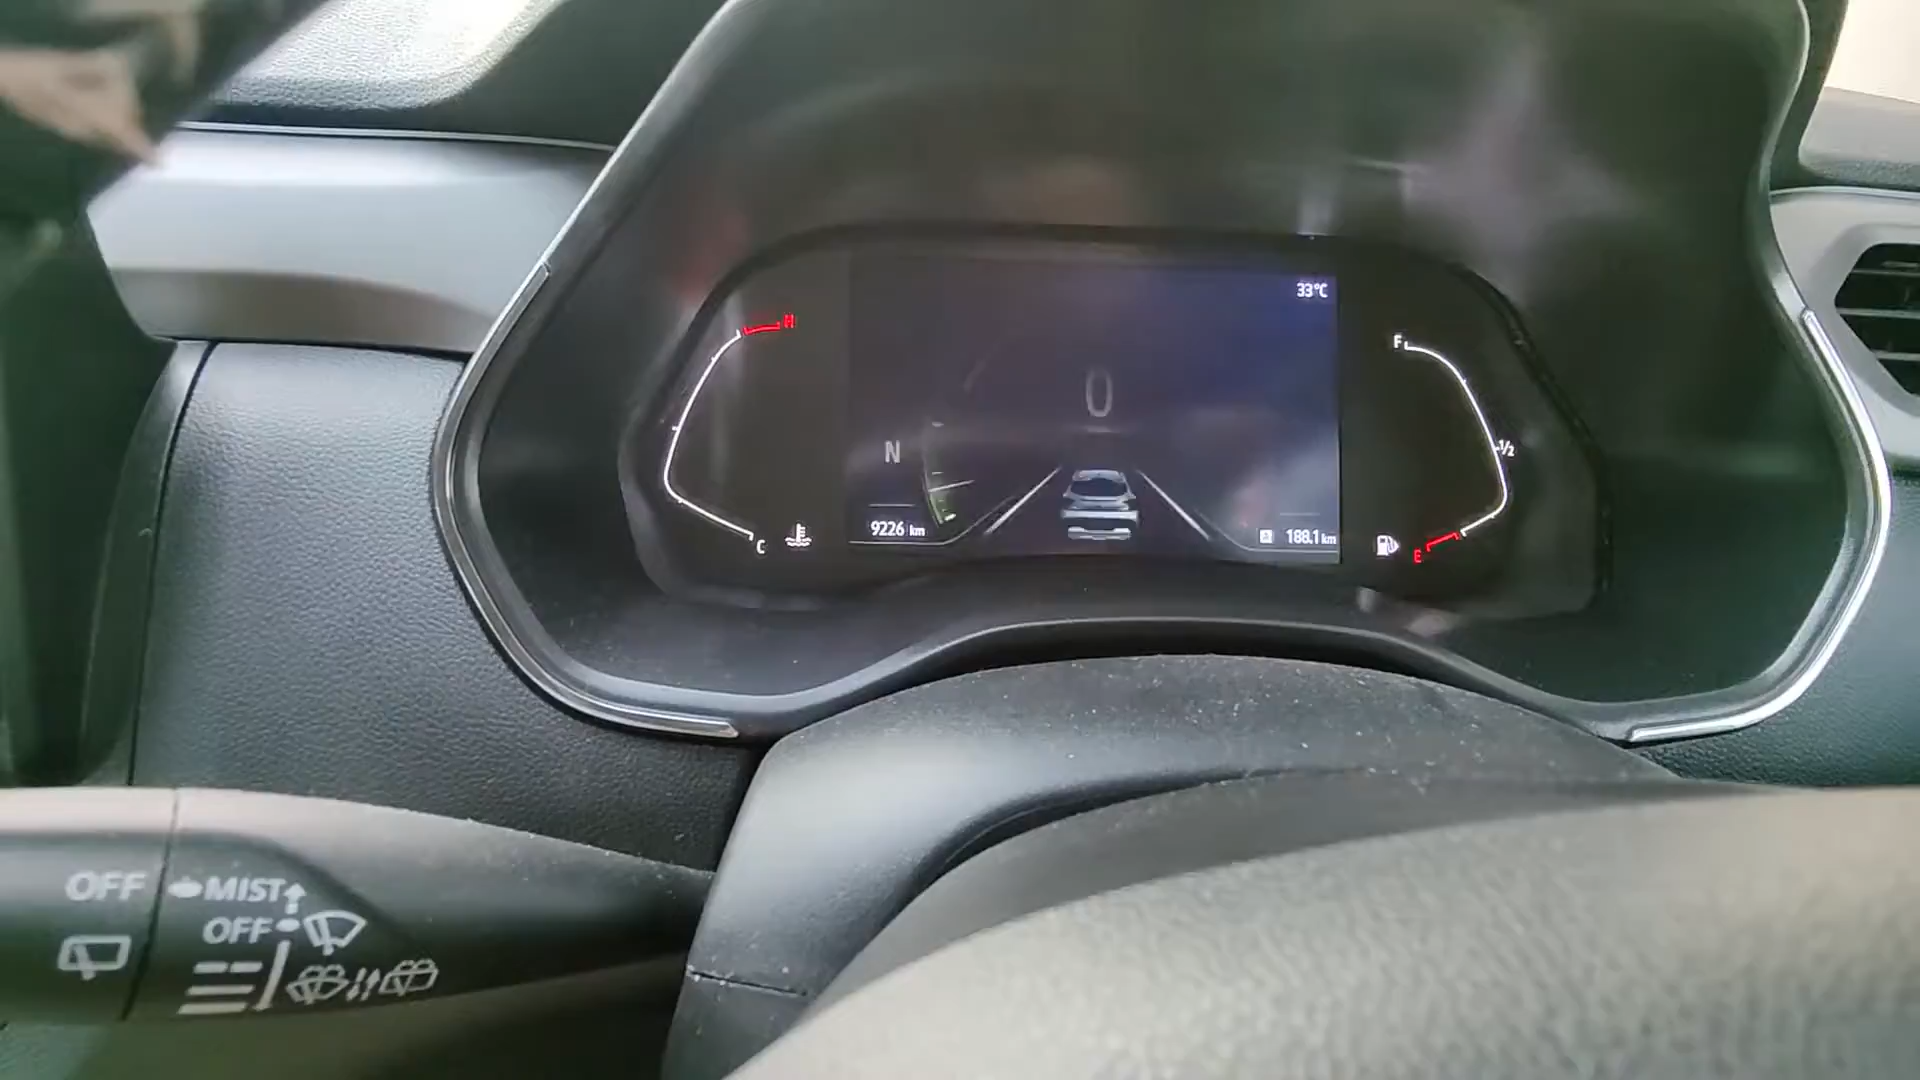 33°C
H
F
0
N
1/2
9226 km
188.1 km
C
E
OFF
MIST
OFF